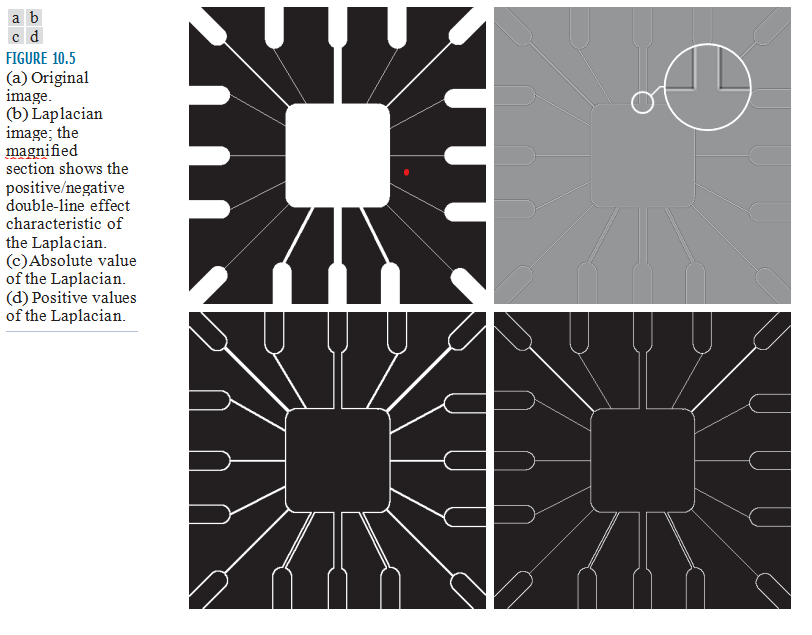 a b
c d
FIGURE 10.5
(a) Original
image.
(b) Laplacian
image; the
magnified
section shows the
positive/negative
double-line effect
characteristic of
the Laplacian.
(c) Absolute value
of the Laplacian.
(d) Positive values
of the Laplacian.